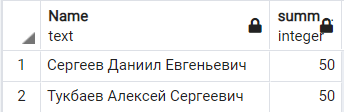 Name summ
text integer
1 Сергеев Даниил Евгеньевич 50
2 Тукбаев Алексей Сергеевич 50